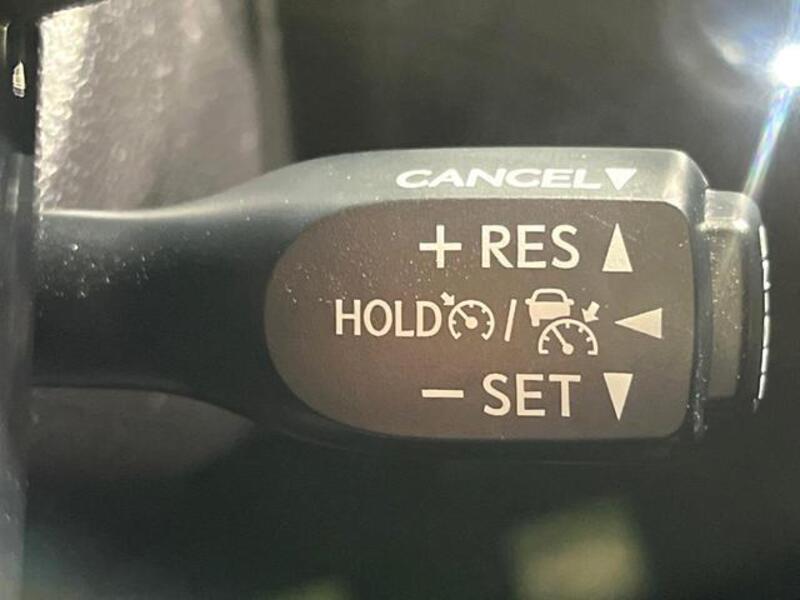 CANCEL▼
+ RES ▲
HOLD / ◀
− SET ▼